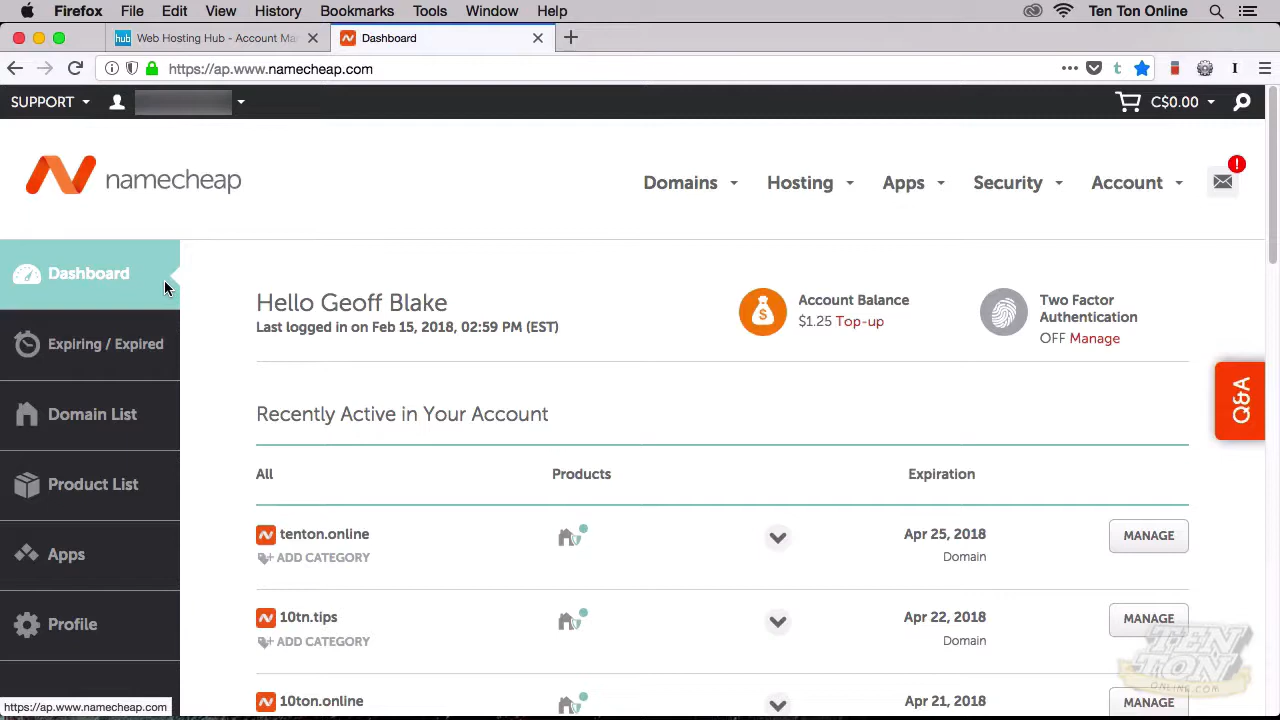 Firefox File Edit View History Bookmarks Tools Window Help Ten Ton Online
hub Web Hosting Hub - Account Ma Dashboard
https://ap.www.namecheap.com
SUPPORT C$0.00
namecheap
Domains Hosting Apps Security Account
!
Dashboard
Expiring / Expired
Domain List
Product List
Apps
Profile
Hello Geoff Blake
Last logged in on Feb 15, 2018, 02:59 PM (EST)
Account Balance
$1.25 Top-up
Two Factor
Authentication
OFF Manage
Q&A
Recently Active in Your Account
All Products Expiration
tenton.online Apr 25, 2018 MANAGE
ADD CATEGORY Domain
10tn.tips Apr 22, 2018 MANAGE
ADD CATEGORY Domain
10ton.online Apr 21, 2018 MANAGE
TEN
TON
ONLINE.COM
https://ap.www.namecheap.com